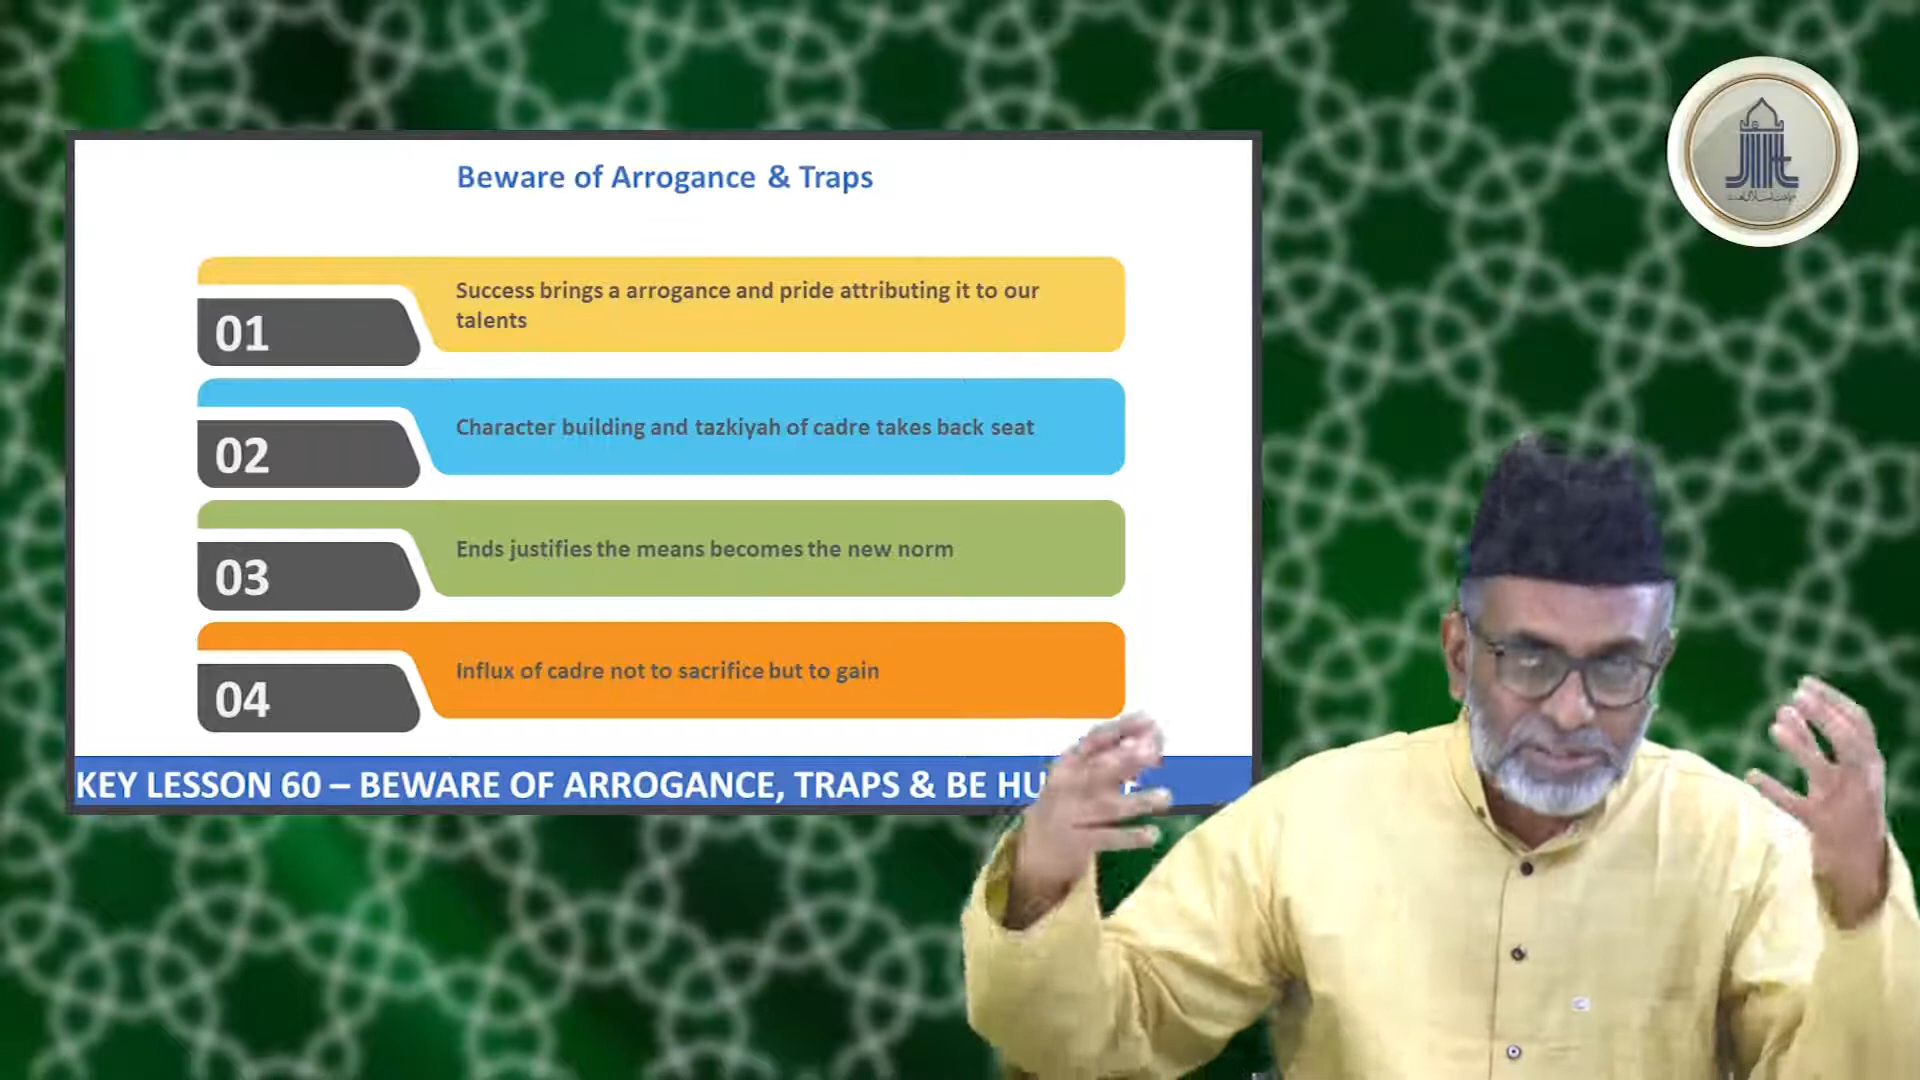 Beware of Arrogance & Traps
01
Success brings a arrogance and pride attributing it to our
talents
02
Character building and tazkiyah of cadre takes back seat
03
Ends justifies the means becomes the new norm
04
Influx of cadre not to sacrifice but to gain
KEY LESSON 60 – BEWARE OF ARROGANCE, TRAPS & BE